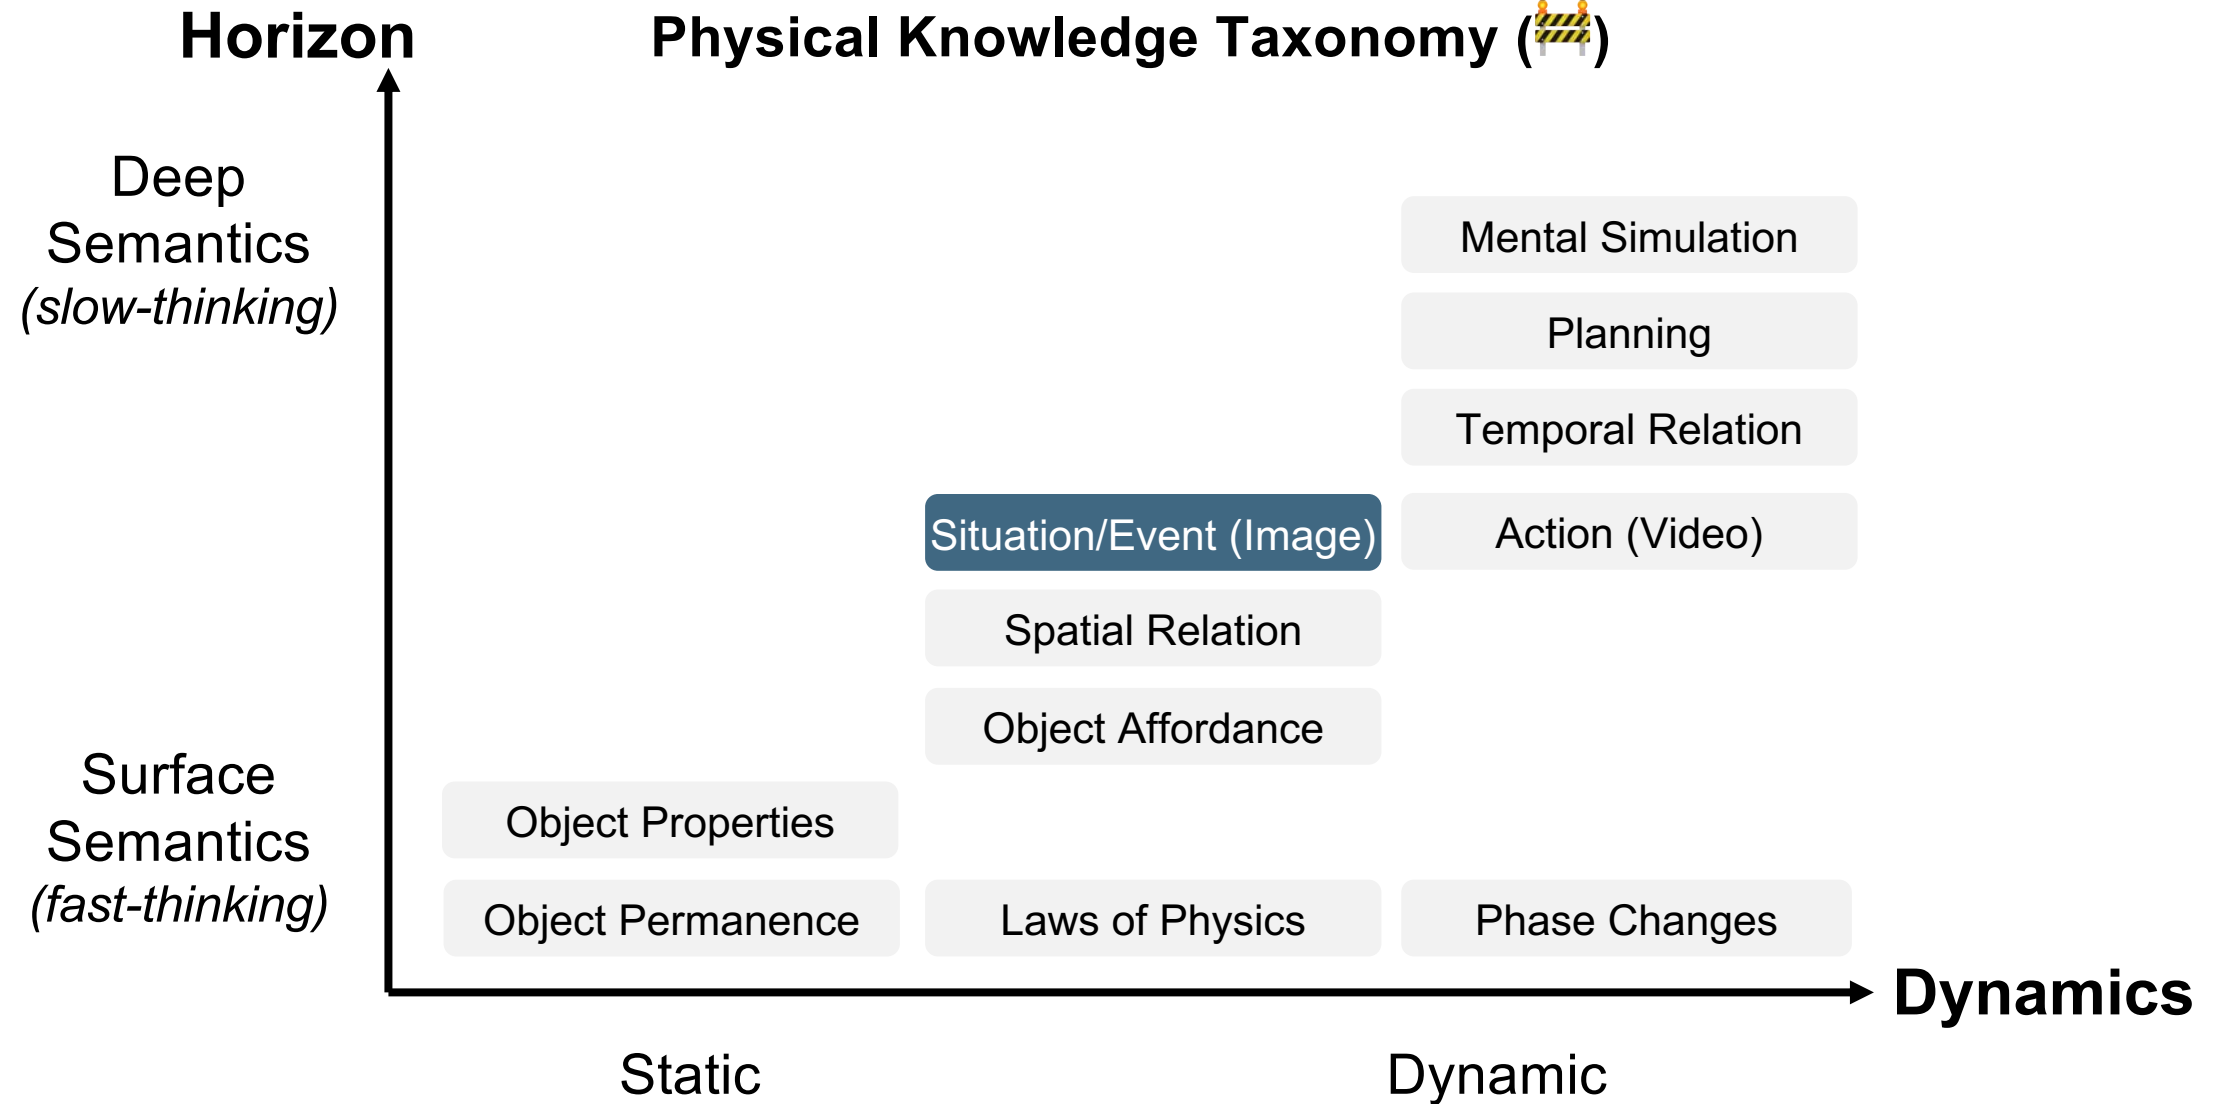 Horizon
Physical Knowledge Taxonomy (🚧)
Deep
Semantics
(slow-thinking)
Mental Simulation
Planning
Temporal Relation
Situation/Event (Image)
Action (Video)
Spatial Relation
Object Affordance
Surface
Semantics
(fast-thinking)
Object Properties
Object Permanence
Laws of Physics
Phase Changes
Dynamics
Static
Dynamic